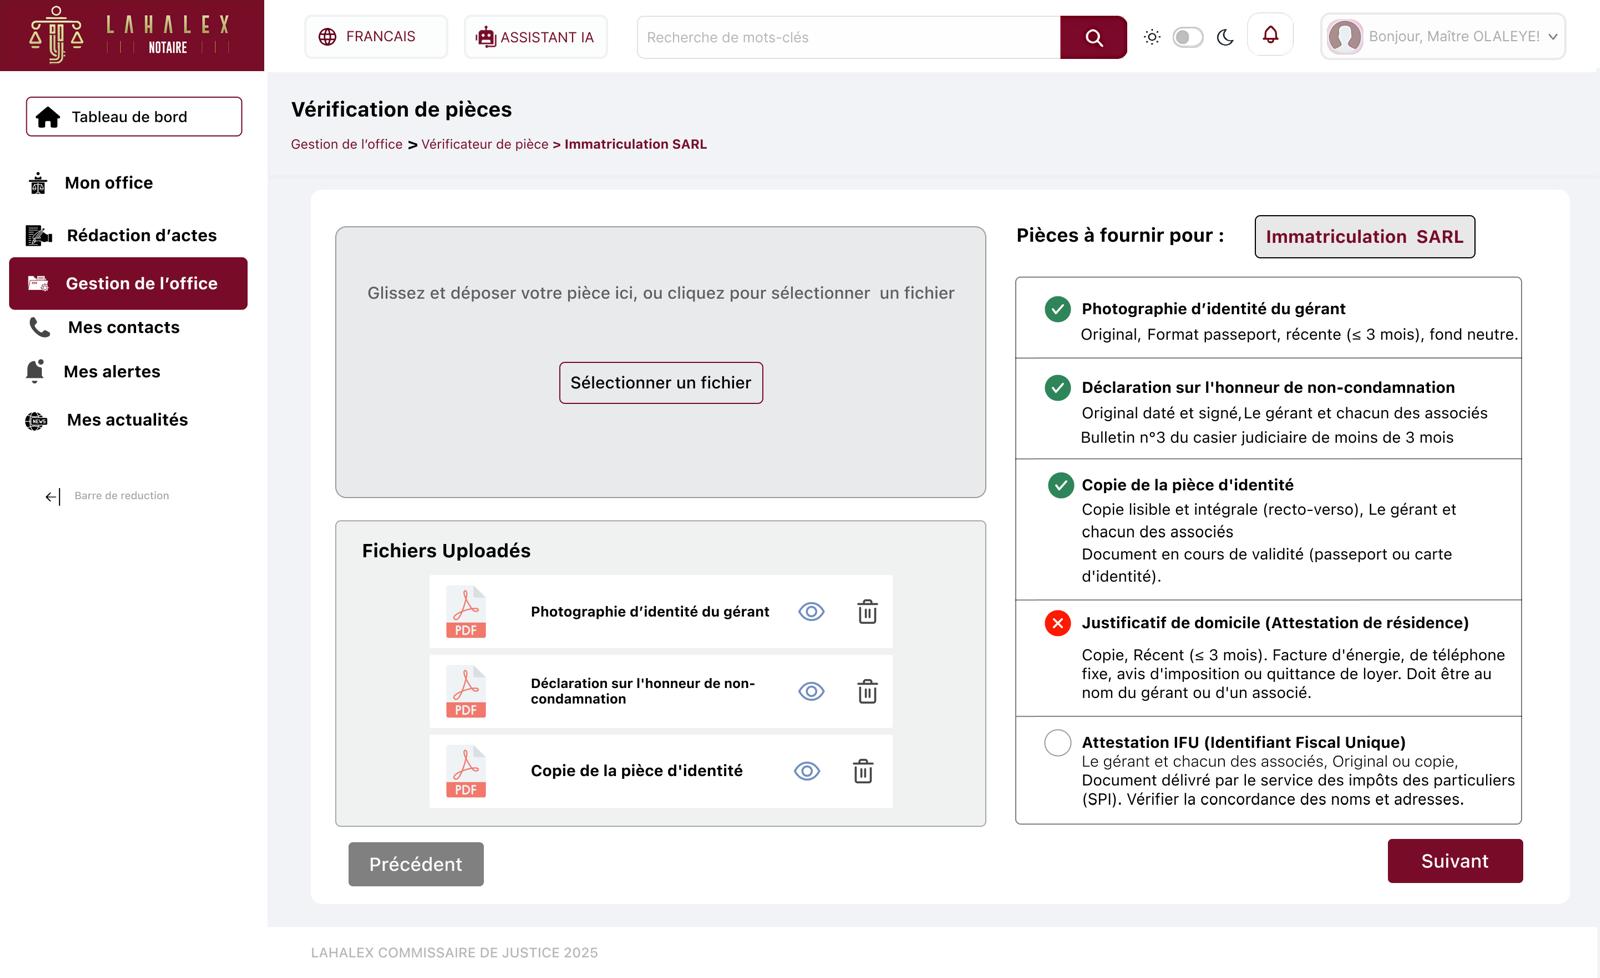 LAHALEX
NOTAIRE
FRANCAIS
ASSISTANT IA
Recherche de mots-clés
Bonjour, Maître OLALEYE!
Tableau de bord
Mon office
Rédaction d’actes
Gestion de l’office
Mes contacts
Mes alertes
Mes actualités
Barre de reduction
Vérification de pièces
Gestion de l’office > Vérificateur de pièce > Immatriculation SARL
Glissez et déposer votre pièce ici, ou cliquez pour sélectionner un fichier
Sélectionner un fichier
Fichiers Uploadés
PDF
Photographie d’identité du gérant
PDF
Déclaration sur l'honneur de non-
condamnation
PDF
Copie de la pièce d'identité
Précédent
Pièces à fournir pour :
Immatriculation SARL
Photographie d’identité du gérant
Original, Format passeport, récente (≤ 3 mois), fond neutre.
Déclaration sur l'honneur de non-condamnation
Original daté et signé,Le gérant et chacun des associés
Bulletin n°3 du casier judiciaire de moins de 3 mois
Copie de la pièce d'identité
Copie lisible et intégrale (recto-verso), Le gérant et
chacun des associés
Document en cours de validité (passeport ou carte
d'identité).
Justificatif de domicile (Attestation de résidence)
Copie, Récent (≤ 3 mois). Facture d'énergie, de téléphone
fixe, avis d'imposition ou quittance de loyer. Doit être au
nom du gérant ou d'un associé.
Attestation IFU (Identifiant Fiscal Unique)
Le gérant et chacun des associés, Original ou copie,
Document délivré par le service des impôts des particuliers
(SPI). Vérifier la concordance des noms et adresses.
Suivant
LAHALEX COMMISSAIRE DE JUSTICE 2025